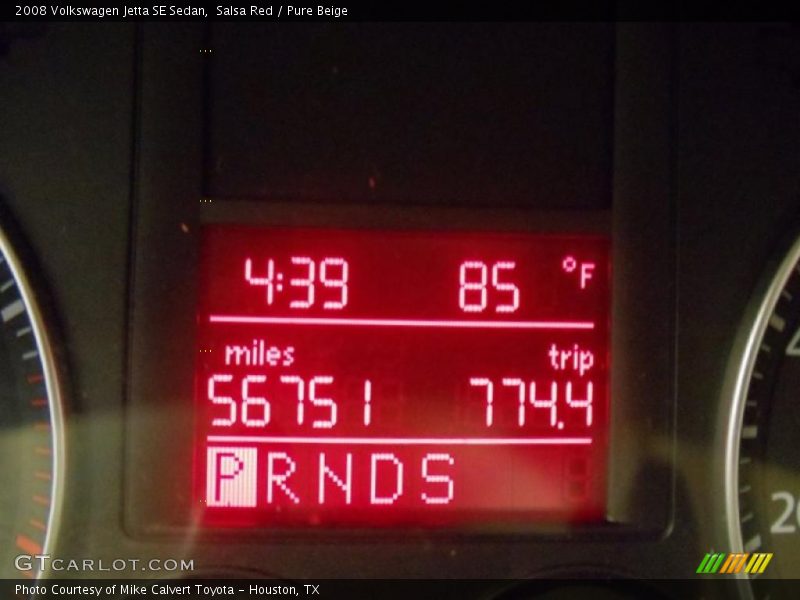 2008 Volkswagen Jetta SE Sedan,  Salsa Red / Pure Beige
4:39 85 °F
miles trip
56751 774.4
P R N D S
20
GTCARLOT.COM
Photo Courtesy of Mike Calvert Toyota - Houston, TX